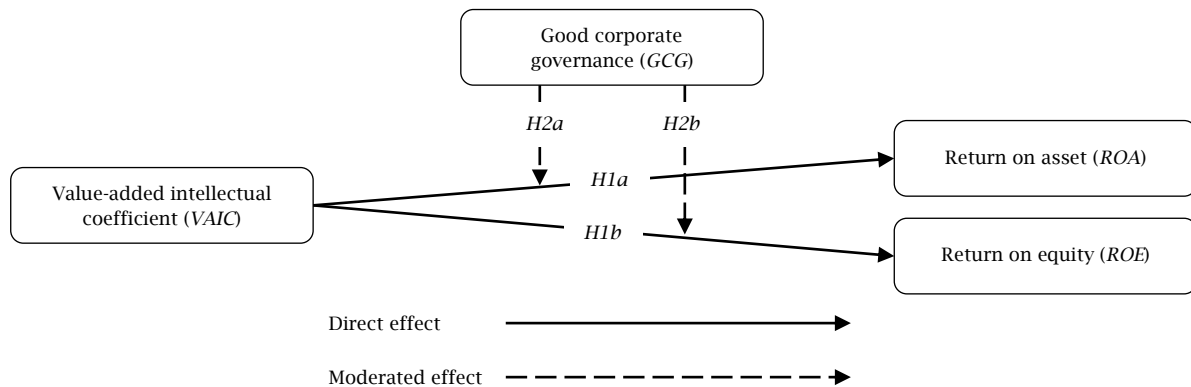 Good corporate
governance (GCG)
H2a
H2b
Return on asset (ROA)
H1a
Value-added intellectual
coefficient (VAIC)
H1b
Return on equity (ROE)
Direct effect
Moderated effect